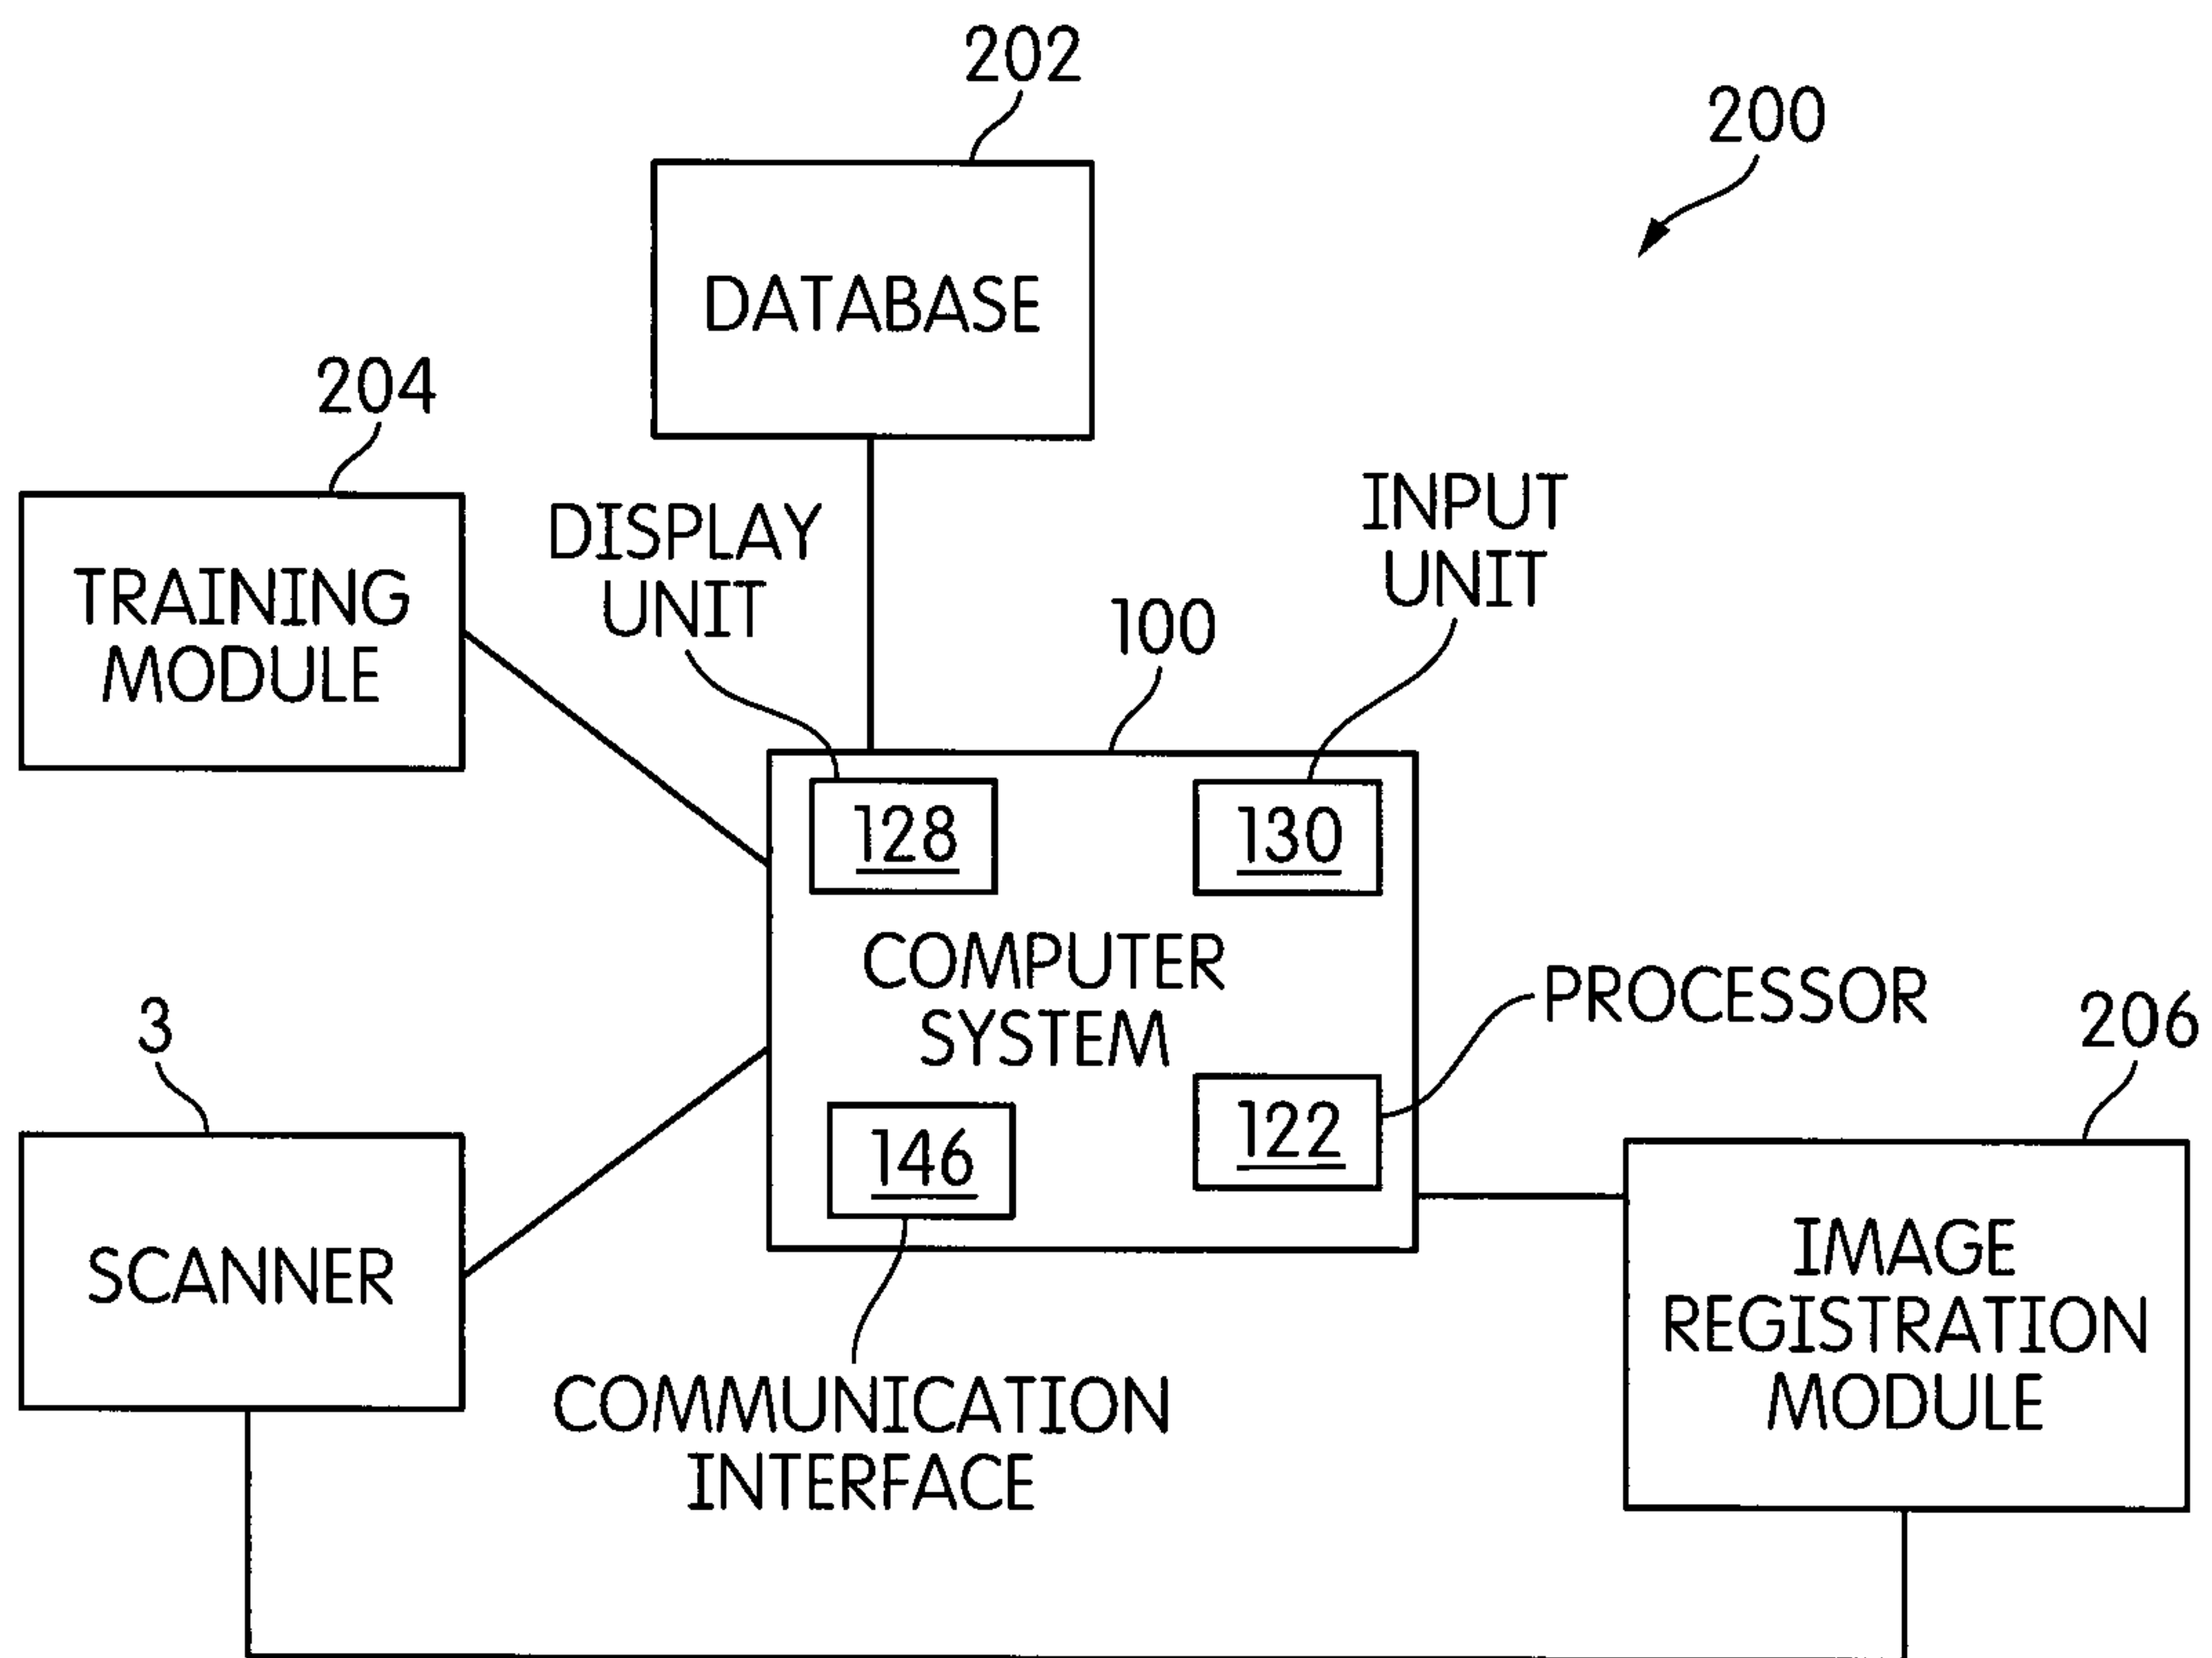 202
200
DATABASE
204
TRAINING
MODULE
DISPLAY
UNIT
INPUT
UNIT
100
128
130
COMPUTER
SYSTEM
PROCESSOR
3
206
122
146
SCANNER
IMAGE
REGISTRATION
MODULE
COMMUNICATION
INTERFACE